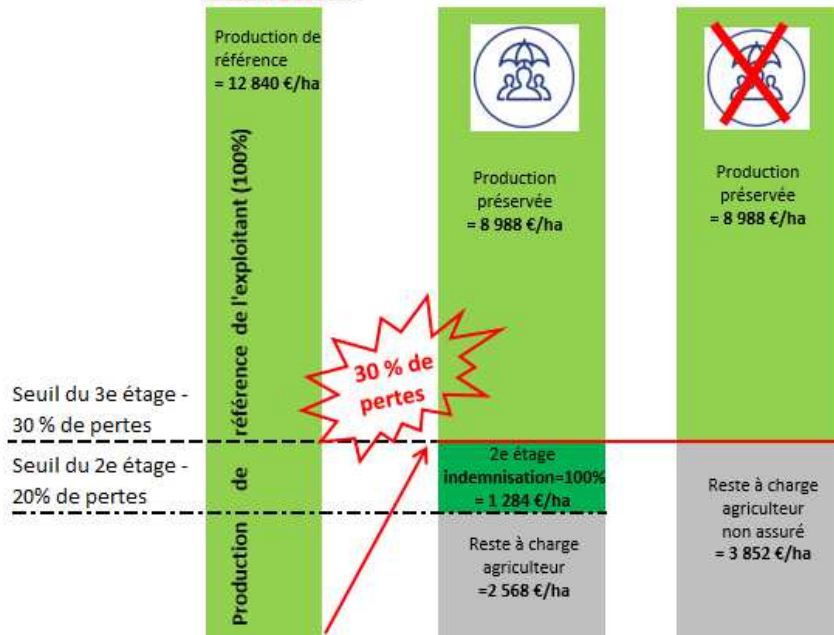 Production de
référence
= 12 840 €/ha
Production de référence de l'exploitant (100%)
Production
préservée
= 8 988 €/ha
Production
préservée
= 8 988 €/ha
30 % de
pertes
Seuil du 3e étage -
30 % de pertes
Seuil du 2e étage -
20% de pertes
2e étage
indemnisation=100%
= 1 284 €/ha
Reste à charge
agriculteur
=2 568 €/ha
Reste à charge
agriculteur
non assuré
= 3 852 €/ha